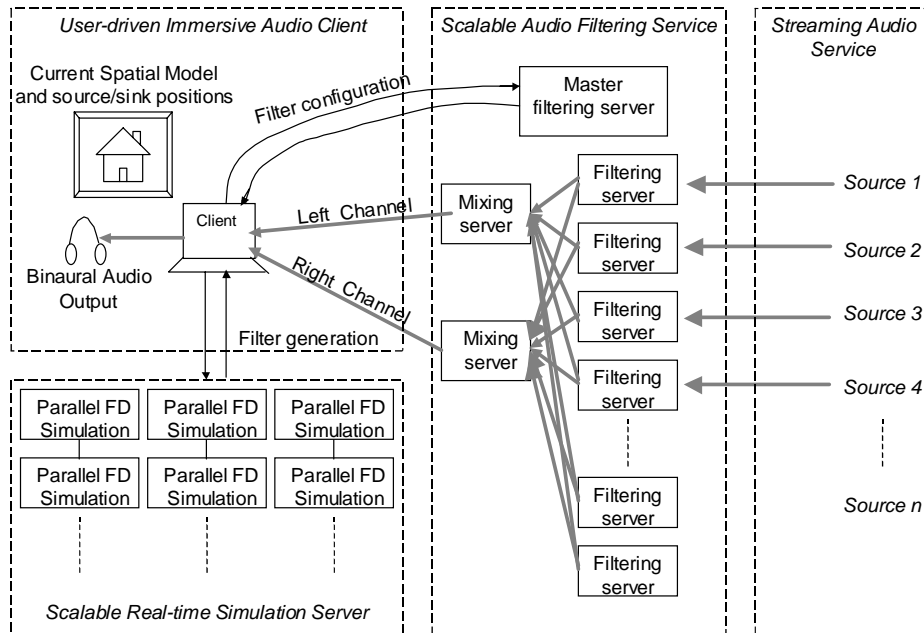 User-driven Immersive Audio Client
Current Spatial Model
and source/sink positions
Filter configuration
Client
Left Channel
Right Channel
Binaural Audio
Output
Filter generation
Parallel FD
Simulation
Parallel FD
Simulation
Parallel FD
Simulation
Parallel FD
Simulation
Parallel FD
Simulation
Parallel FD
Simulation
Scalable Real-time Simulation Server
Scalable Audio Filtering Service
Master
filtering server
Mixing
server
Mixing
server
Filtering
server
Filtering
server
Filtering
server
Filtering
server
Filtering
server
Filtering
server
Streaming Audio
Service
Source 1
Source 2
Source 3
Source 4
Source n